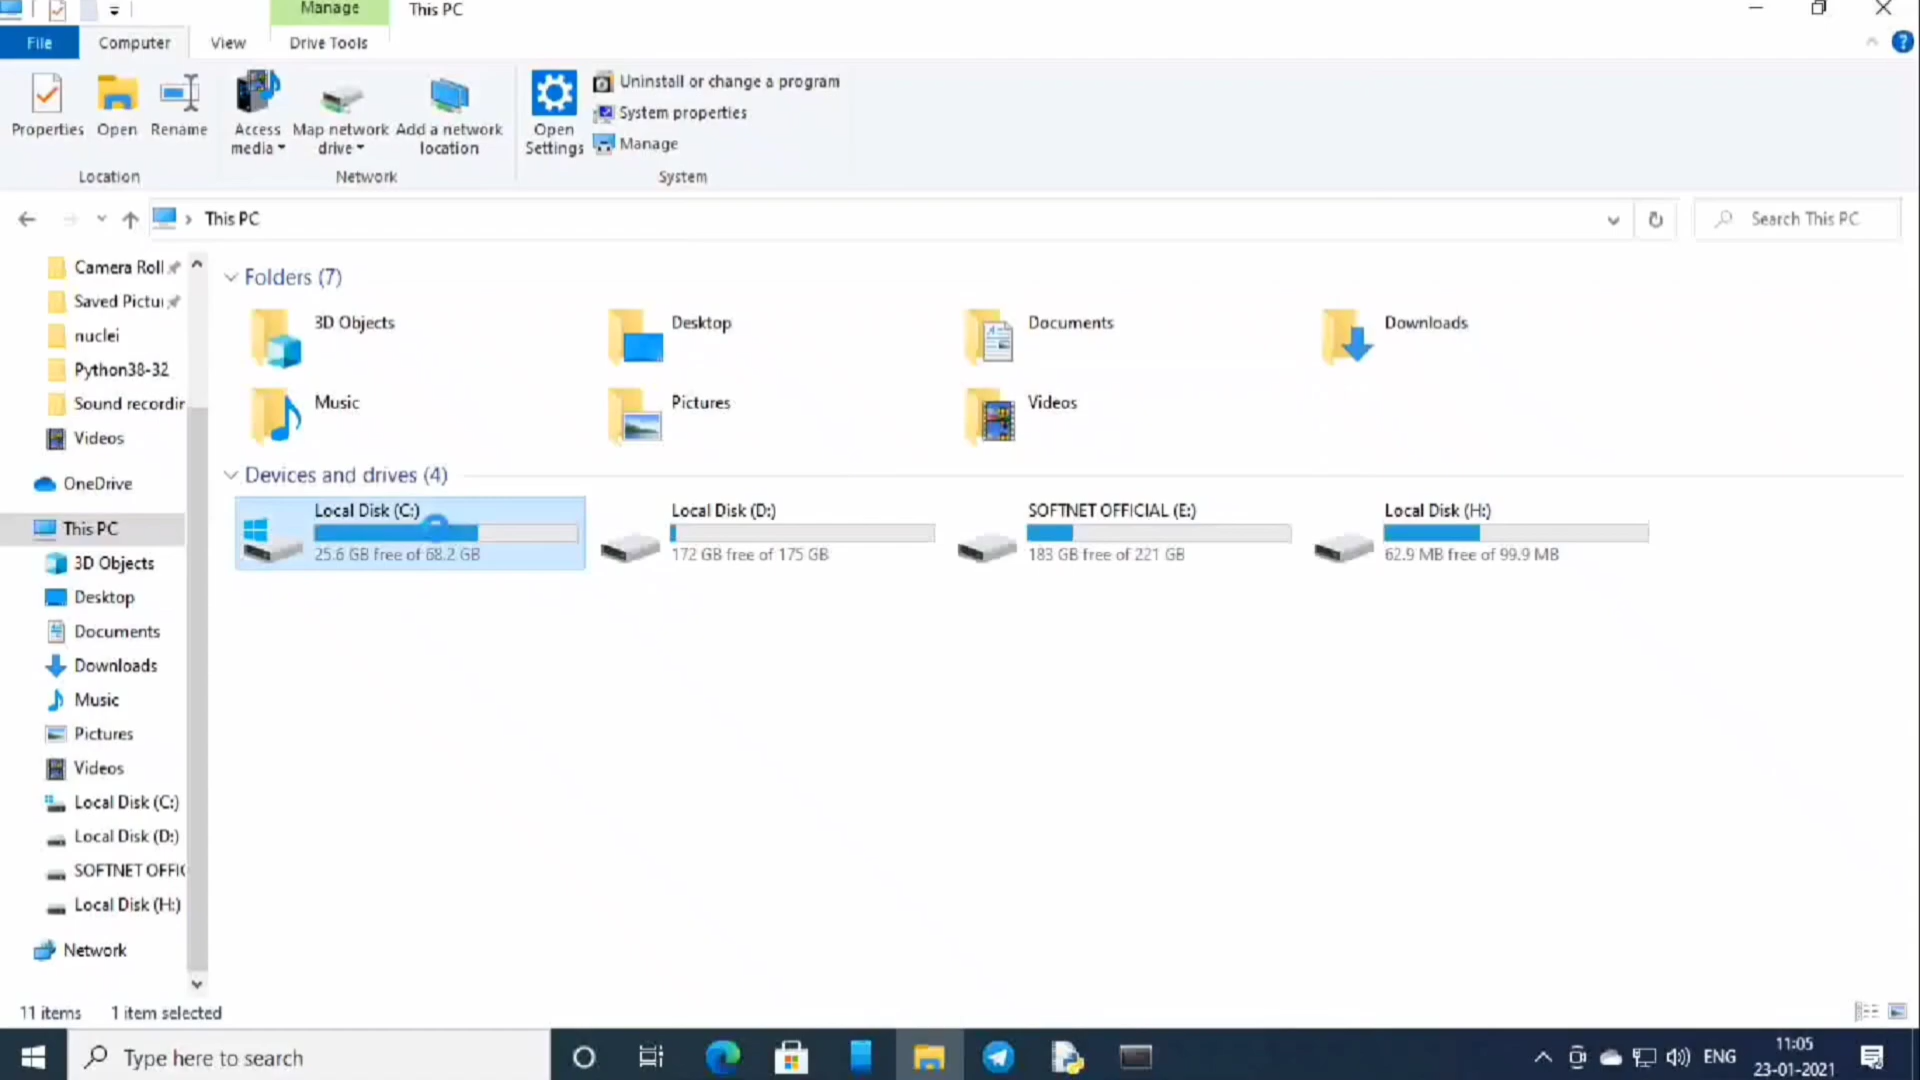 Manage This PC
File Computer View Drive Tools
Properties Open Rename Access media Map network drive Add a network location Open Settings
Uninstall or change a program
System properties
Manage
Location Network System
This PC Search This PC
Camera Roll
Saved Pictu
nuclei
Python38-32
Sound recordir
Videos
OneDrive
This PC
3D Objects
Desktop
Documents
Downloads
Music
Pictures
Videos
Local Disk (C:)
Local Disk (D:)
SOFTNET OFFIC
Local Disk (H:)
Network
Folders (7)
3D Objects Desktop Documents Downloads
Music Pictures Videos
Devices and drives (4)
Local Disk (C:) Local Disk (D:) SOFTNET OFFICIAL (E:) Local Disk (H:)
25.6 GB free of 68.2 GB 172 GB free of 175 GB 183 GB free of 221 GB 62.9 MB free of 99.9 MB
11 items 1 item selected
Type here to search ENG 11:05
23-01-2021